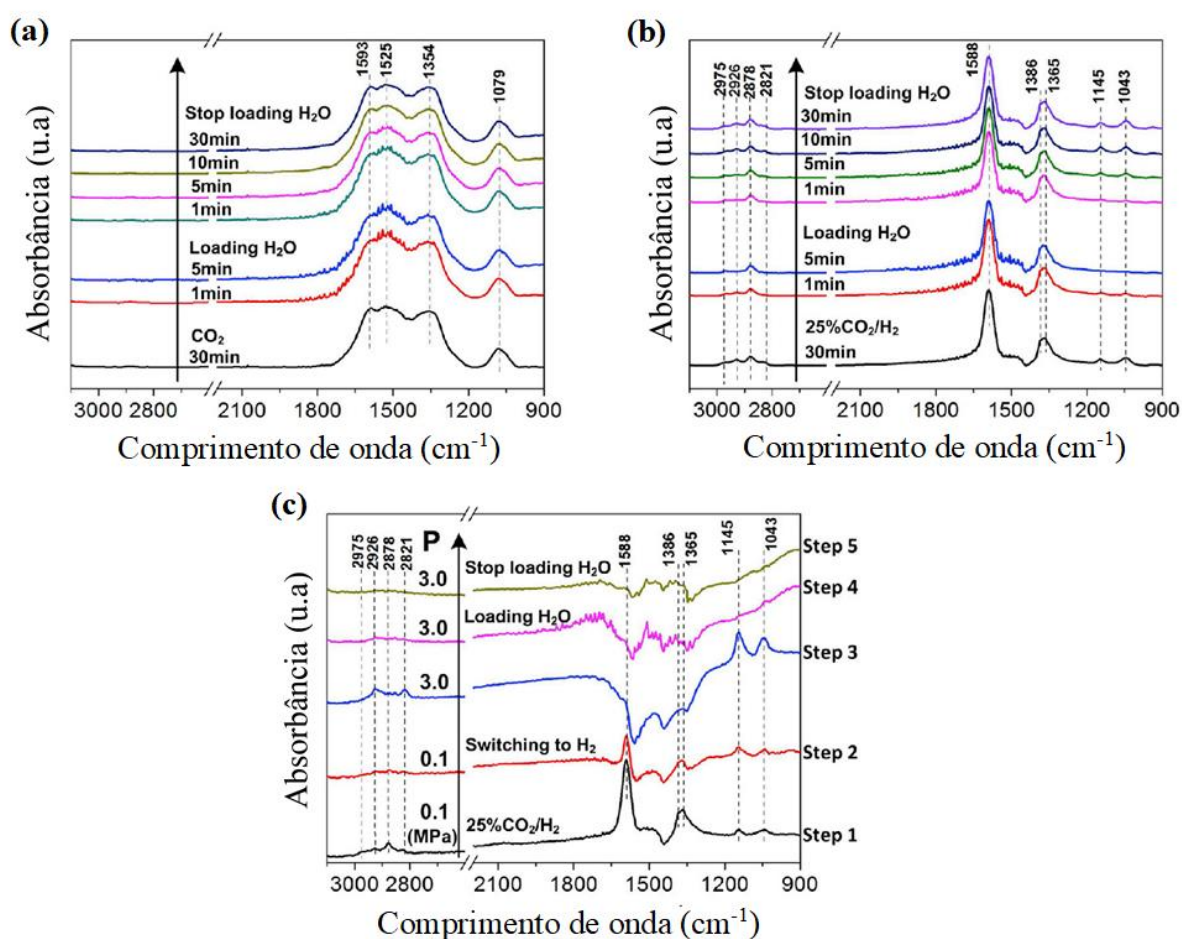 (a)
1593
1525
1354
1079
Stop loading H₂O
30min
10min
5min
1min
Loading H₂O
5min
1min
CO₂
30min
Absorbância (u.a)
3000 2800 2100 1800 1500 1200 900
Comprimento de onda (cm⁻¹)
(b)
2975
2926
2878
2821
1588
1386
1365
1145
1043
Stop loading H₂O
30min
10min
5min
1min
Loading H₂O
5min
1min
25%CO₂/H₂
30min
Absorbância (u.a)
3000 2800 2100 1800 1500 1200 900
Comprimento de onda (cm⁻¹)
(c)
2975
2926
2878
2821
P
1588
1386
1365
1145
1043
3.0 Stop loading H₂O Step 5
3.0 Loading H₂O Step 4
3.0 Step 3
0.1 Switching to H₂ Step 2
0.1 25%CO₂/H₂ Step 1
(MPa)
Absorbância (u.a)
3000 2800 2100 1800 1500 1200 900
Comprimento de onda (cm⁻¹)